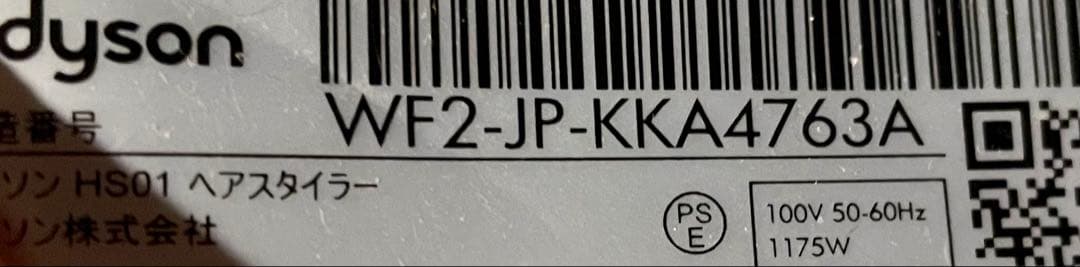 dyson
造番号 WF2-JP-KKA4763A
ソン HS01 ヘアスタイラー
ソン株式会社
PS
E
100V 50-60Hz
1175W